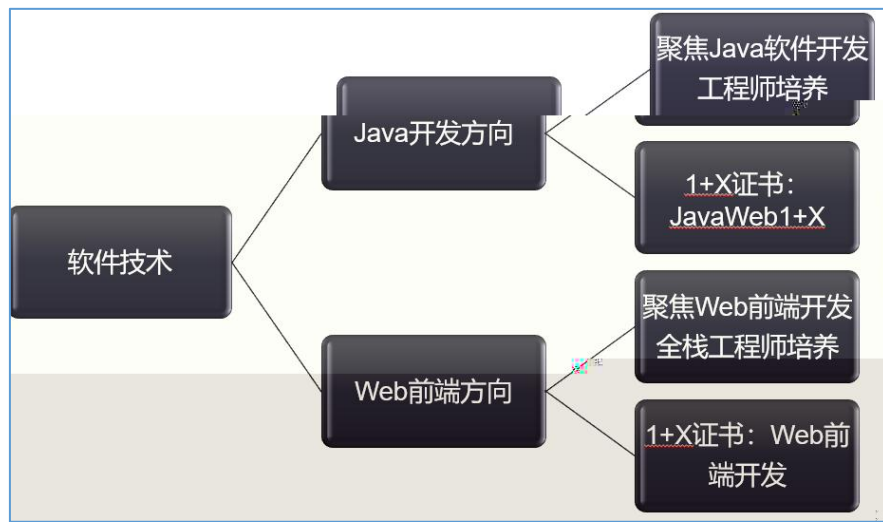 软件技术
Java开发方向
聚焦Java软件开发
工程师培养
1+X证书：
JavaWeb1+X
Web前端方向
聚焦Web前端开发
全栈工程师培养
1+X证书：Web前
端开发